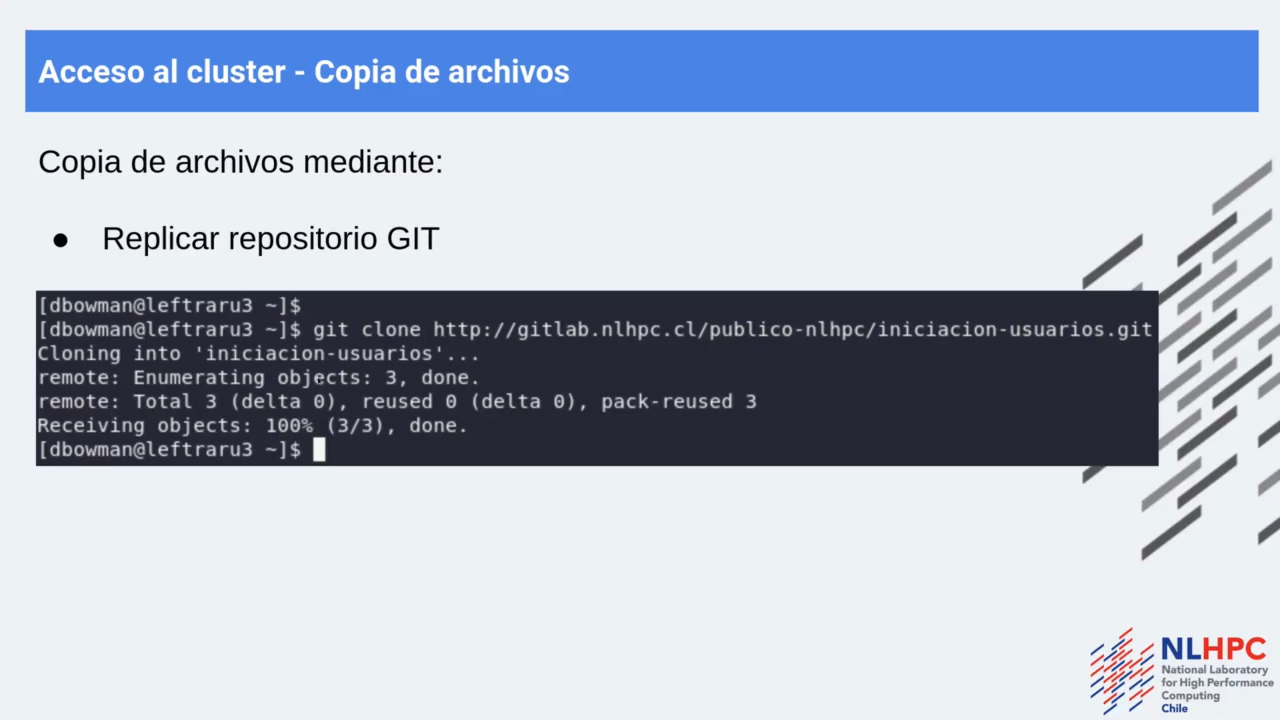 Acceso al cluster - Copia de archivos
Copia de archivos mediante:
● Replicar repositorio GIT
[dbowman@leftraru3 ~]$
[dbowman@leftraru3 ~]$ git clone http://gitlab.nlhpc.cl/publico-nlhpc/iniciacion-usuarios.git
Cloning into 'iniciacion-usuarios'...
remote: Enumerating objects: 3, done.
remote: Total 3 (delta 0), reused 0 (delta 0), pack-reused 3
Receiving objects: 100% (3/3), done.
[dbowman@leftraru3 ~]$
NLHPC
National Laboratory
for High Performance
Computing
Chile